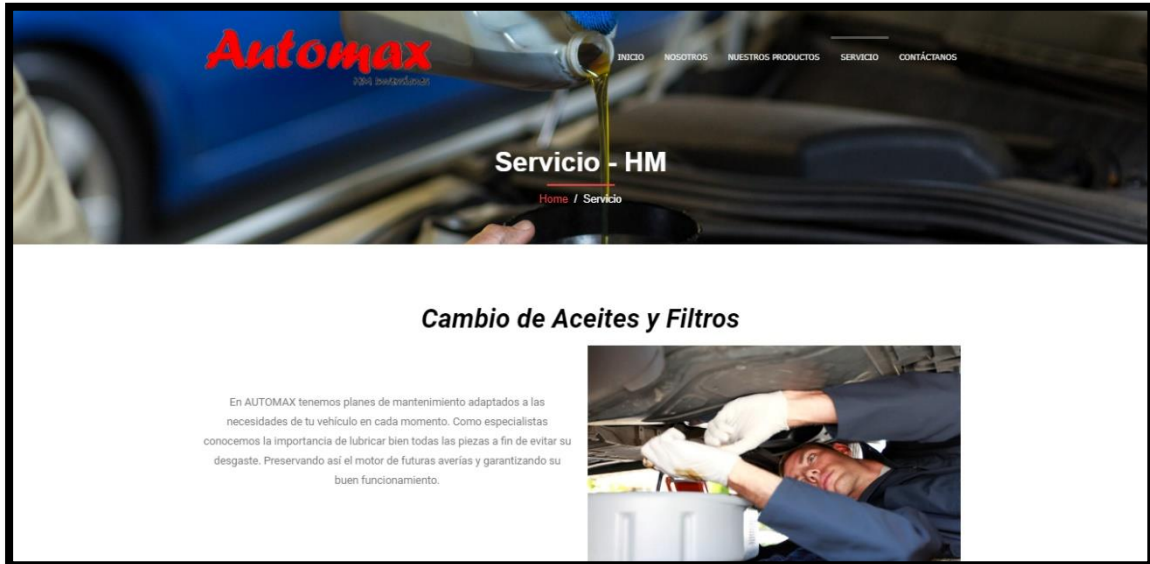 Automax
INICIO NOSOTROS NUESTROS PRODUCTOS SERVICIO CONTÁCTANOS
Servicio - HM
Home / Servicio
Cambio de Aceites y Filtros
En AUTOMAX tenemos planes de mantenimiento adaptados a las
necesidades de tu vehículo en cada momento. Como especialistas
conocemos la importancia de lubricar bien todas las piezas a fin de evitar su
desgaste. Preservando así el motor de futuras averías y garantizando su
buen funcionamiento.